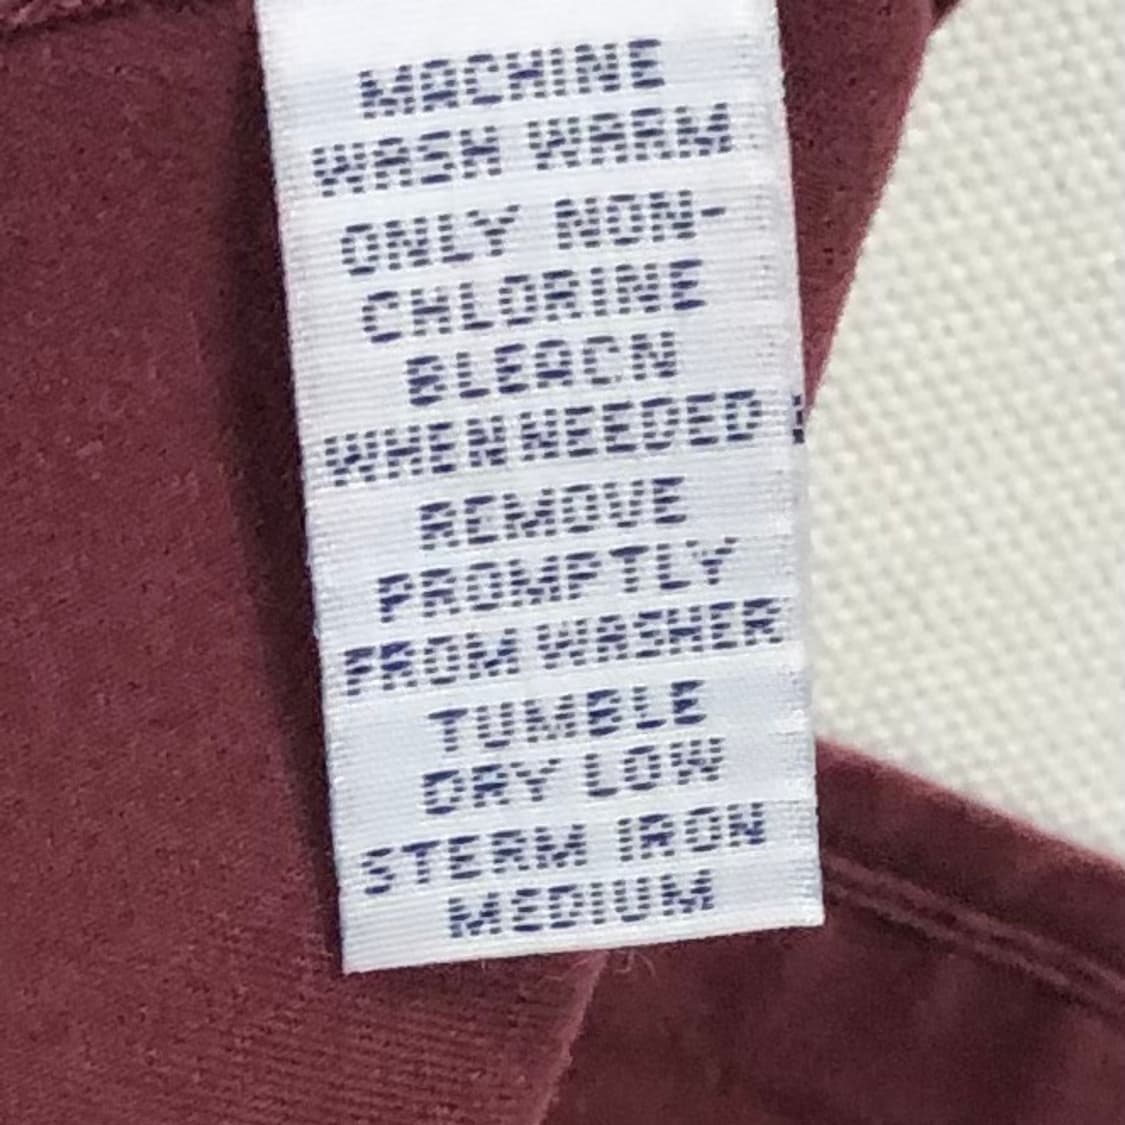 MACHINE
WASH WARM
ONLY NON-
CHLORINE
BLEACN
WHEN NEEDED
REMOVE
PROMPTLY
FROM WASHER
TUMBLE
DRY LOW
STERM IRON
MEDIUM